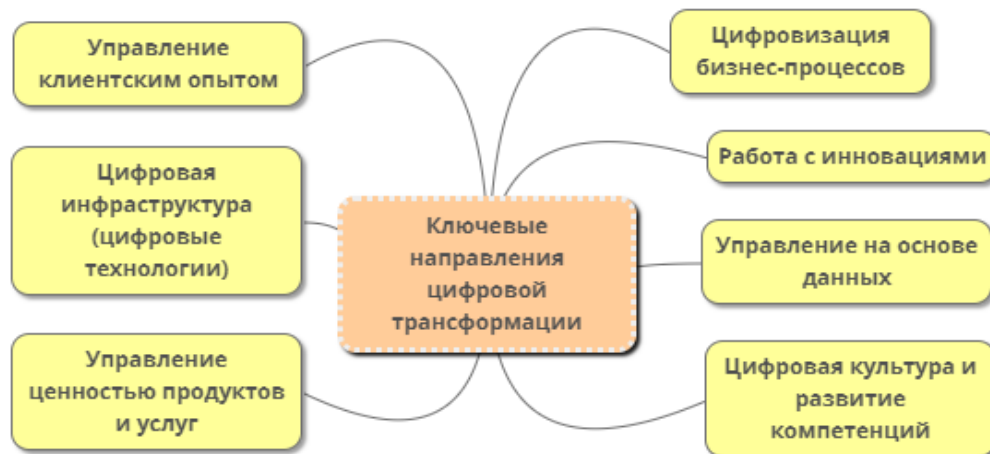 Управление
клиентским опытом
Цифровая
инфраструктура
(цифровые
технологии)
Управление
ценностью продуктов
и услуг
Ключевые
направления
цифровой
трансформации
Цифровизация
бизнес-процессов
Работа с инновациями
Управление на основе
данных
Цифровая культура и
развитие
компетенций